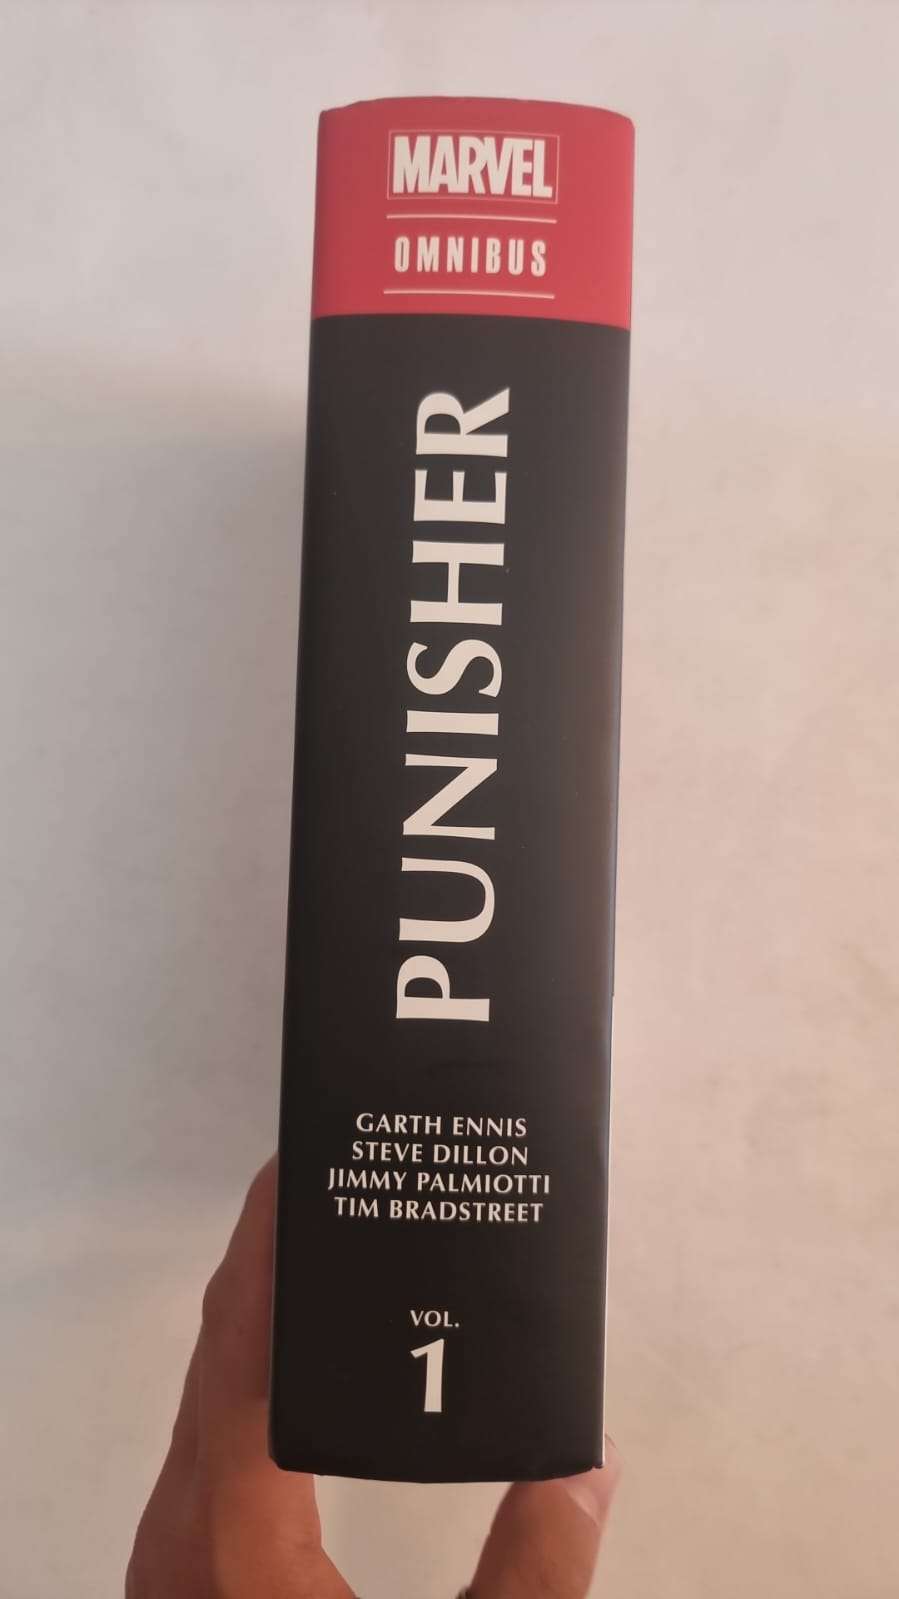 MARVEL
OMNIBUS
PUNISHER
GARTH ENNIS
STEVE DILLON
JIMMY PALMIOTTI
TIM BRADSTREET
VOL.
1